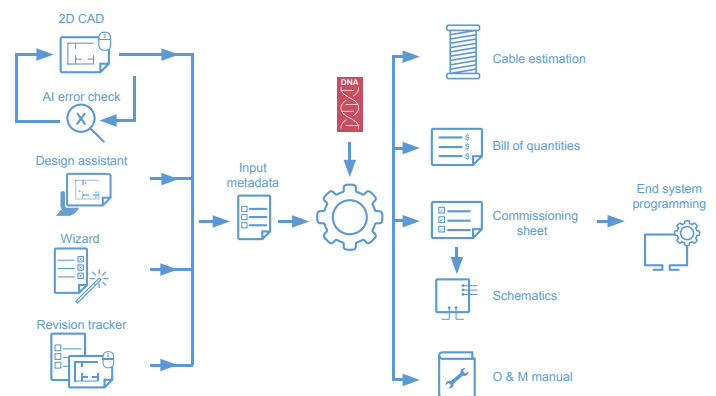 2D CAD
AI error check
X
Design assistant
Wizard
Revision tracker
Input
metadata
DNA
Cable estimation
$
$
$
Bill of quantities
Commissioning
sheet
End system
programming
Schematics
O & M manual